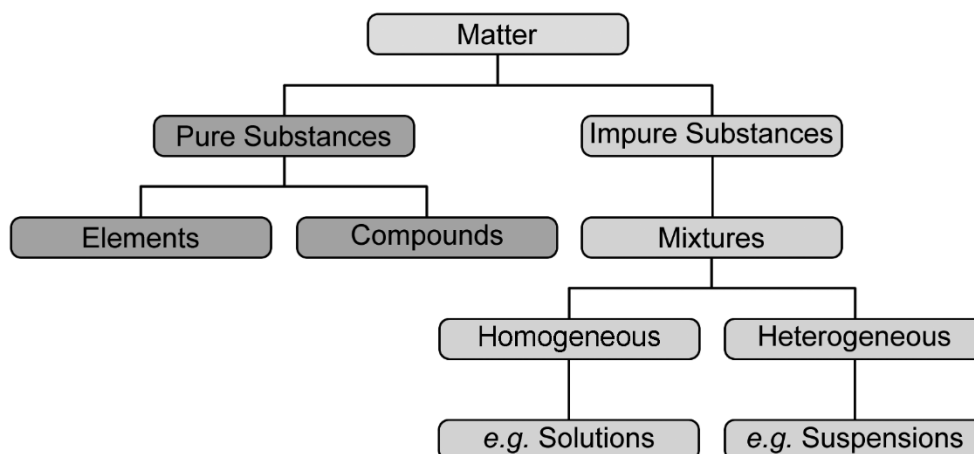 Matter
Pure Substances
Impure Substances
Elements
Compounds
Mixtures
Homogeneous
Heterogeneous
e.g. Solutions
e.g. Suspensions